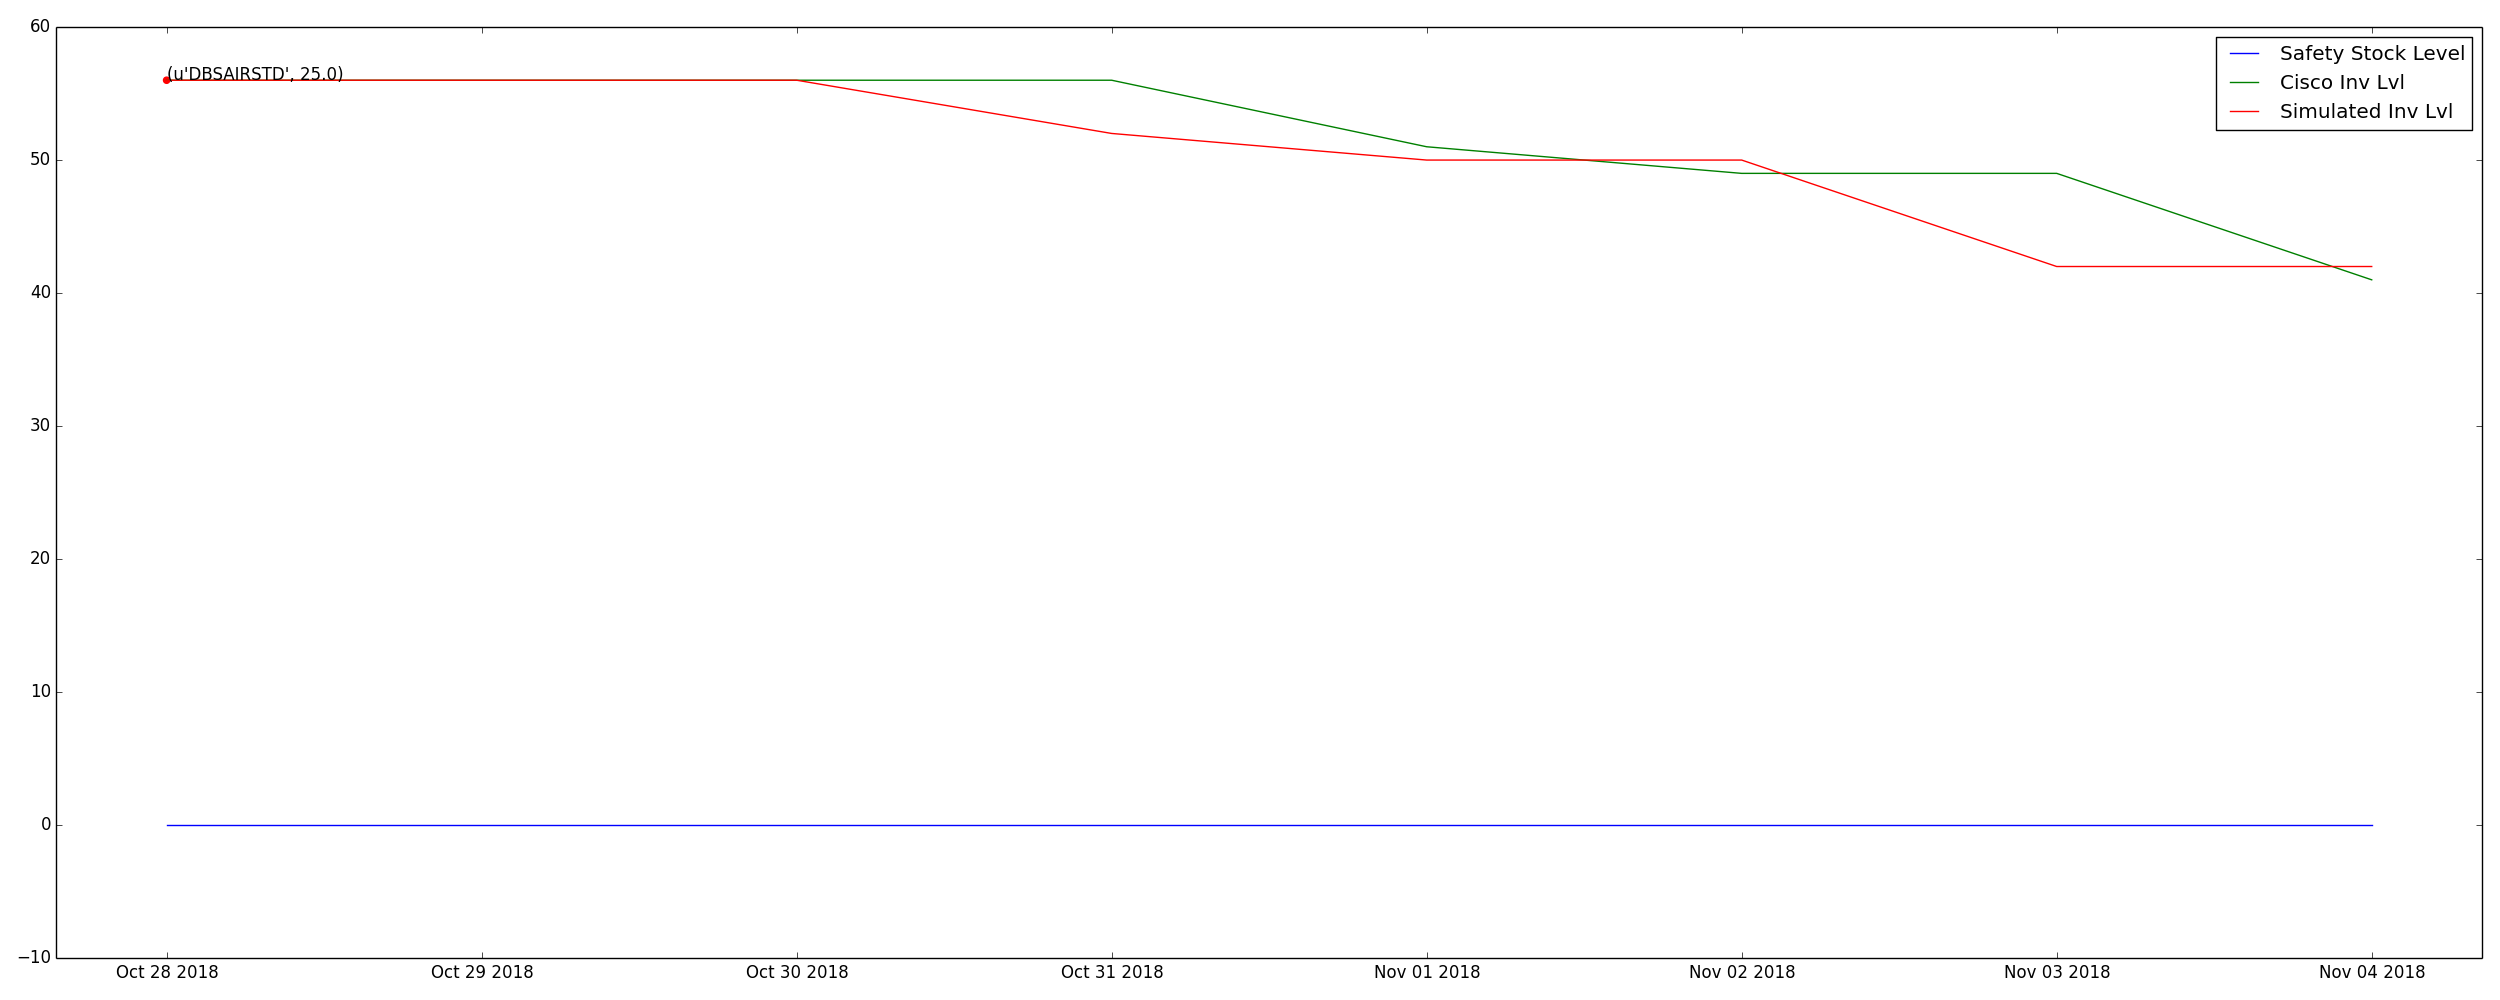 60
(u'DBSAIRSTD', 25.0)
Safety Stock Level
Cisco Inv Lvl
Simulated Inv Lvl
50
40
30
20
10
0
−10
Oct 28 2018 Oct 29 2018 Oct 30 2018 Oct 31 2018 Nov 01 2018 Nov 02 2018 Nov 03 2018 Nov 04 2018